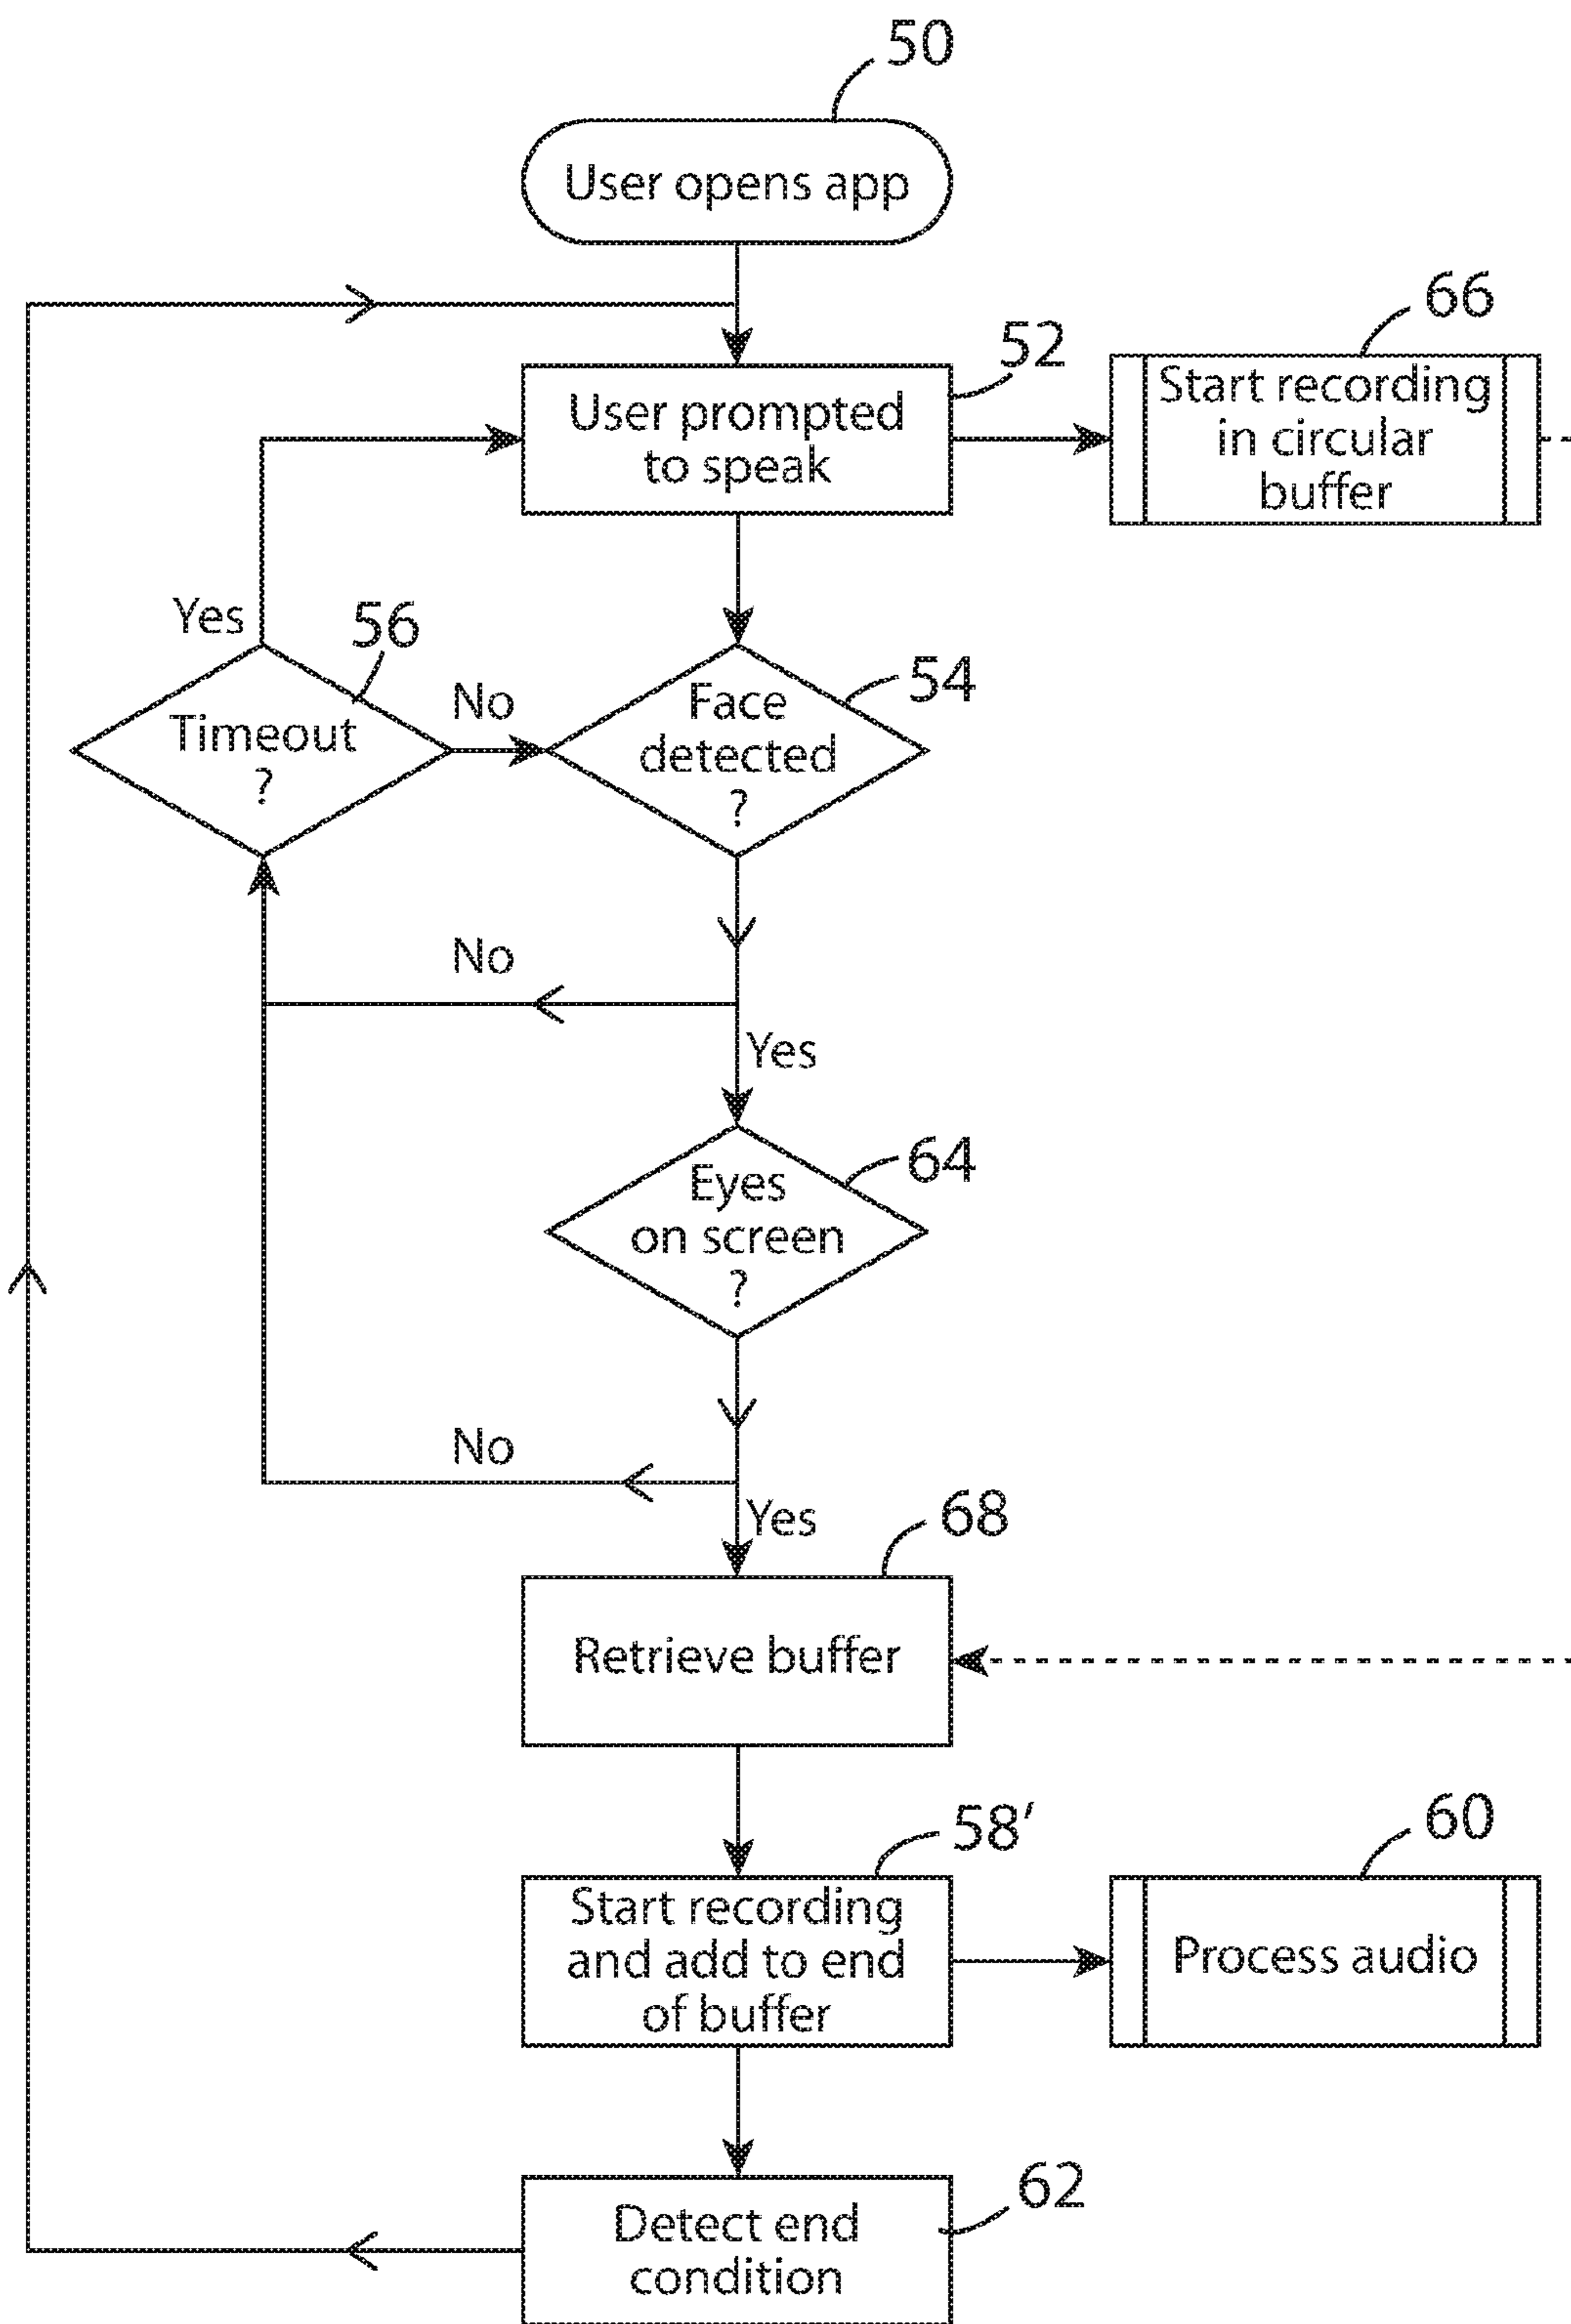 50
User opens app
66
52
User prompted
to speak
Start recording
in circular
buffer
Yes
56
No
54
Timeout
?
Face
detected
?
No
Yes
64
Eyes
on screen
?
No
Yes
68
Retrieve buffer
58′
60
Start recording
and add to end
of buffer
Process audio
62
Detect end
condition